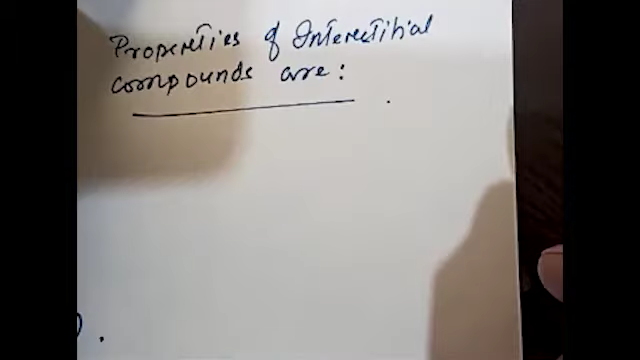 Properties of Interstitial
compounds are:
).